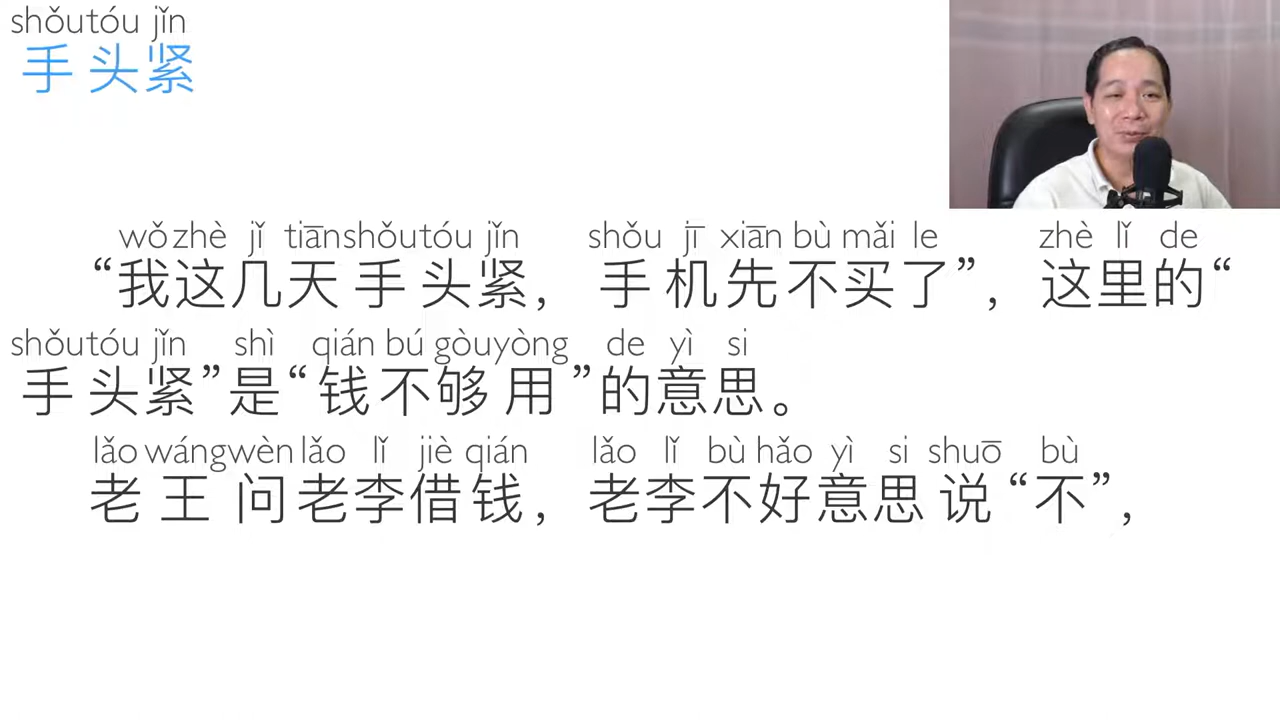 shǒutóu jǐn
手头紧
wǒ zhè jǐ tiān shǒutóu jǐn shǒu jī xiān bù mǎi le zhè lǐ de
“我这几天手头紧，手机先不买了”，这里的“
shǒutóu jǐn shì qián bú gòuyòng de yì si
手头紧”是“钱不够用”的意思。
lǎo wáng wèn lǎo lǐ jiè qián lǎo lǐ bù hǎo yì si shuō bù
老王问老李借钱，老李不好意思说“不”，